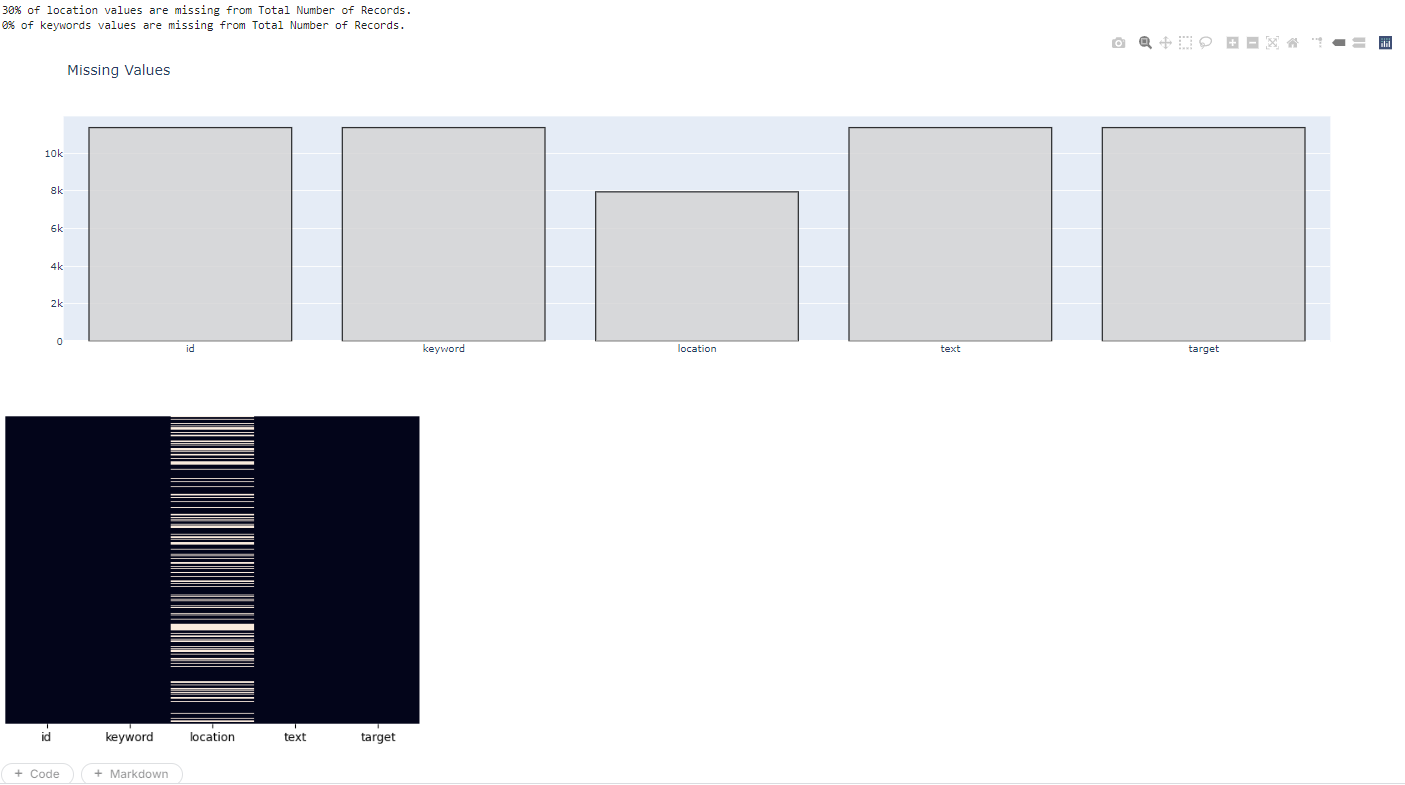 30% of location values are missing from Total Number of Records.
0% of keywords values are missing from Total Number of Records.
Missing Values
10k
8k
6k
4k
2k
0
id keyword location text target
id keyword location text target
+ Code + Markdown